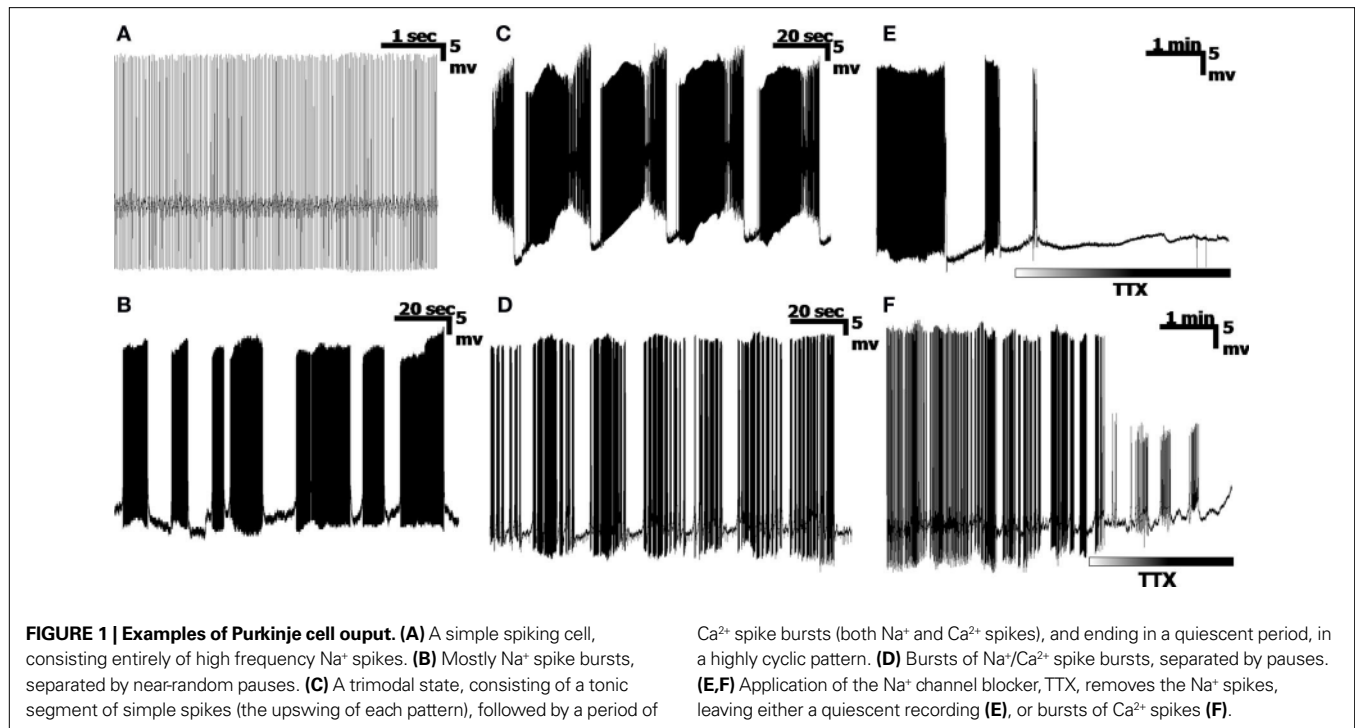 A
1 sec
5
mv
C
20 sec
5
mv
E
1 min
5
mv
TTX
B
20 sec
5
mv
D
20 sec
5
mv
F
1 min
5
mv
TTX
FIGURE 1 | Examples of Purkinje cell ouput. (A) A simple spiking cell,
consisting entirely of high frequency Na⁺ spikes. (B) Mostly Na⁺ spike bursts,
separated by near-random pauses. (C) A trimodal state, consisting of a tonic
segment of simple spikes (the upswing of each pattern), followed by a period of
Ca²⁺ spike bursts (both Na⁺ and Ca²⁺ spikes), and ending in a quiescent period, in
a highly cyclic pattern. (D) Bursts of Na⁺/Ca²⁺ spike bursts, separated by pauses.
(E,F) Application of the Na⁺ channel blocker, TTX, removes the Na⁺ spikes,
leaving either a quiescent recording (E), or bursts of Ca²⁺ spikes (F).